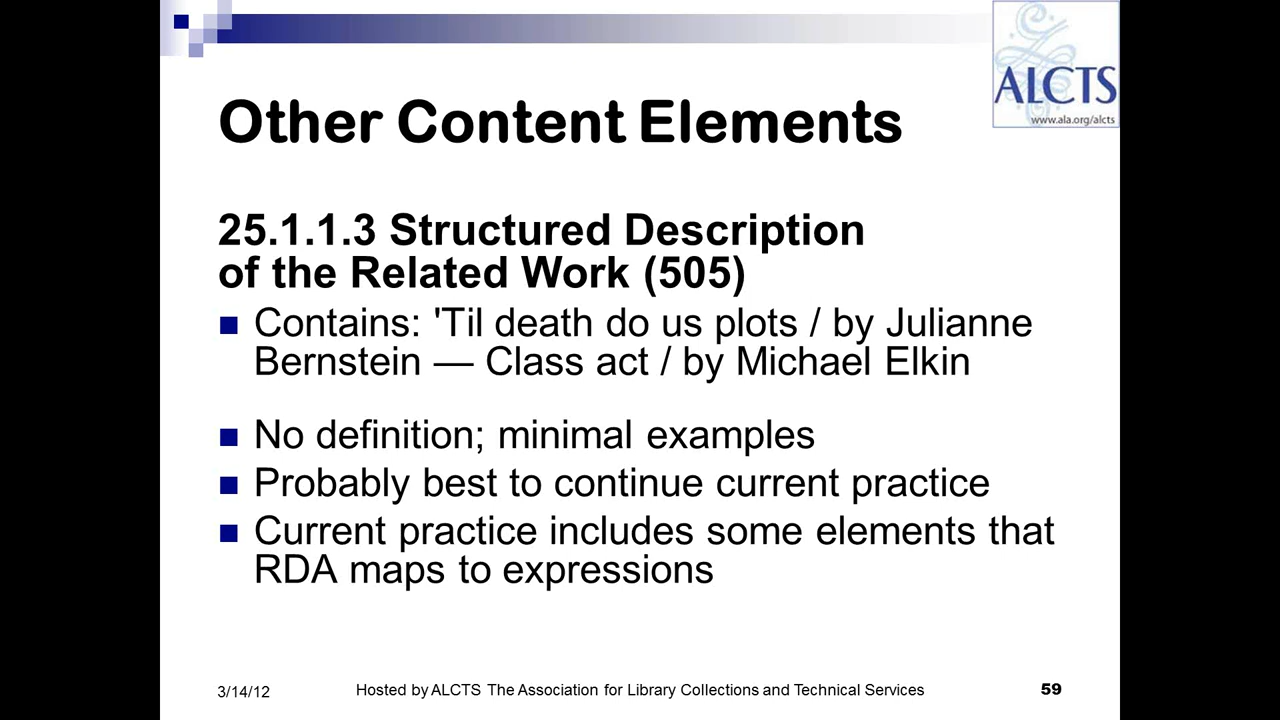 ALCTS
www.ala.org/alcts
Other Content Elements
25.1.1.3 Structured Description
of the Related Work (505)
Contains: 'Til death do us plots / by Julianne
Bernstein — Class act / by Michael Elkin
No definition; minimal examples
Probably best to continue current practice
Current practice includes some elements that
RDA maps to expressions
3/14/12
Hosted by ALCTS The Association for Library Collections and Technical Services
59